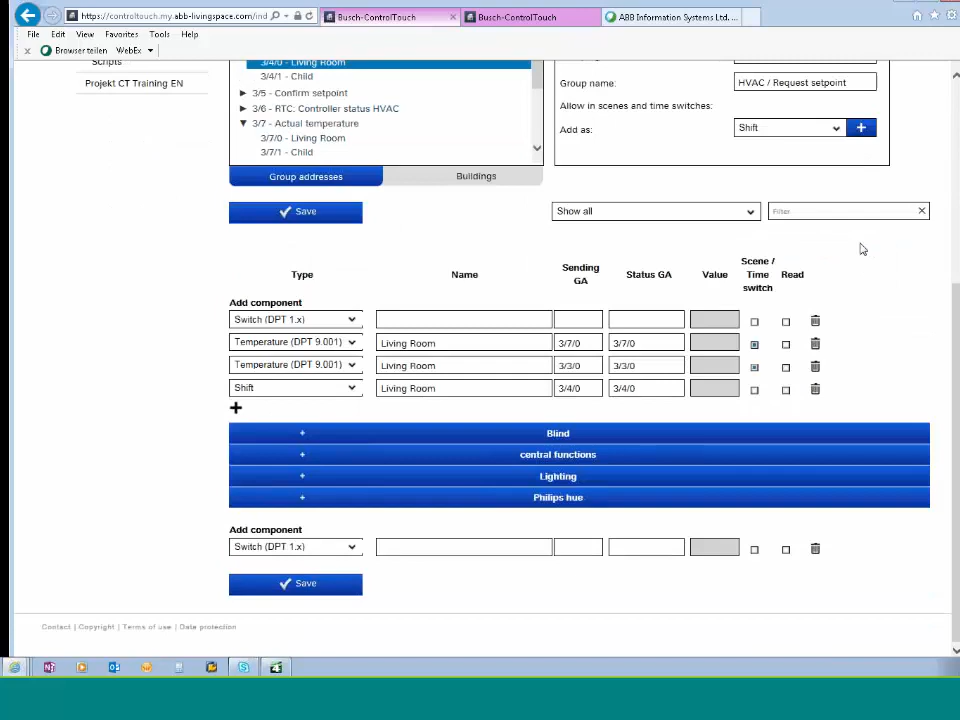 https://controltouch.my.abb-livingspace.com/ind
Busch-ControlTouch
Busch-ControlTouch
ABB Information Systems Ltd. ...
File Edit View Favorites Tools Help
x Browser teilen WebEx
Scripts
Projekt CT Training EN
3/4/0 - Living Room
3/4/1 - Child
3/5 - Confirm setpoint
3/6 - RTC: Controller status HVAC
3/7 - Actual temperature
3/7/0 - Living Room
3/7/1 - Child
Group addresses
Buildings
Group name:
HVAC / Request setpoint
Allow in scenes and time switches:
Add as:
Shift
+
Save
Show all
Filter
Type
Name
Sending GA
Status GA
Value
Scene / Time switch
Read
Add component
Switch (DPT 1.x)
Temperature (DPT 9.001) Living Room 3/7/0 3/7/0
Temperature (DPT 9.001) Living Room 3/3/0 3/3/0
Shift Living Room 3/4/0 3/4/0
+
+ Blind
+ central functions
+ Lighting
+ Philips hue
Add component
Switch (DPT 1.x)
Save
Contact | Copyright | Terms of use | Data protection